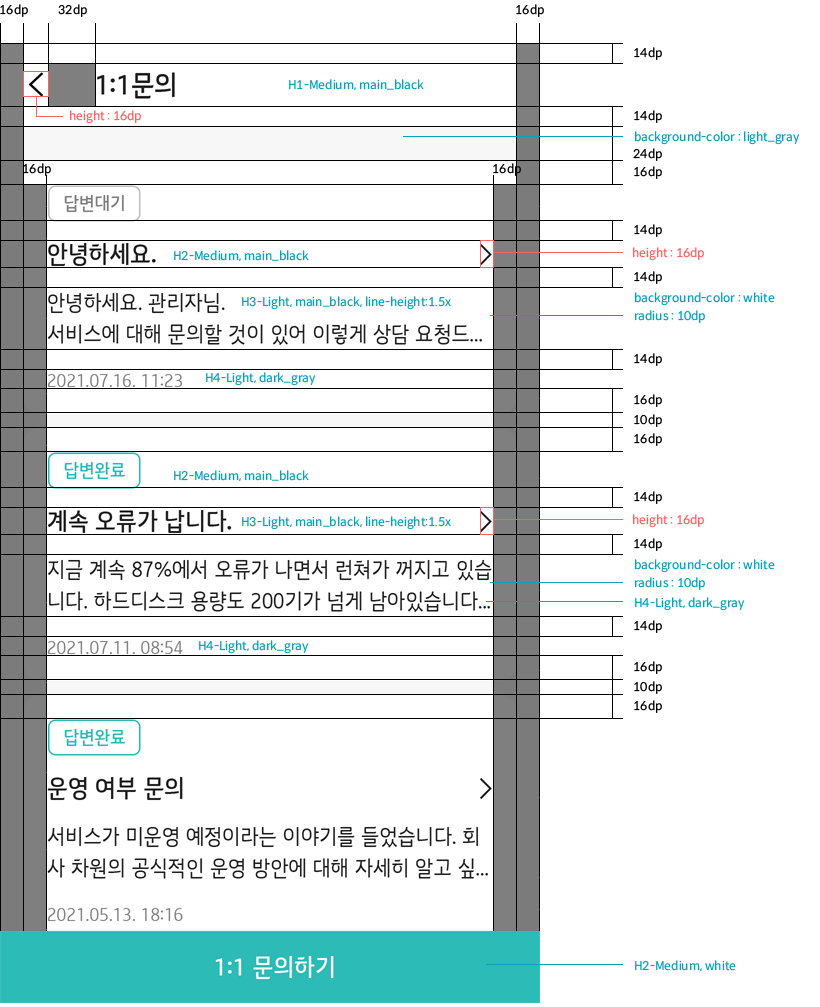 16dp 32dp 16dp
14dp
1:1문의 H1-Medium, main_black
height : 16dp 14dp
background-color : light_gray
24dp
16dp 16dp 16dp
답변대기
14dp
안녕하세요. H2-Medium, main_black height : 16dp
14dp
안녕하세요. 관리자님. H3-Light, main_black, line-height:1.5x background-color : white
radius : 10dp
서비스에 대해 문의할 것이 있어 이렇게 상담 요청드...
14dp
2021.07.16. 11:23 H4-Light, dark_gray
16dp
10dp
16dp
답변완료 H2-Medium, main_black
14dp
계속 오류가 납니다. H3-Light, main_black, line-height:1.5x height : 16dp
14dp
지금 계속 87%에서 오류가 나면서 런쳐가 꺼지고 있습 background-color : white
radius : 10dp
니다. 하드디스크 용량도 200기가 넘게 남아있습니다... H4-Light, dark_gray
14dp
2021.07.11. 08:54 H4-Light, dark_gray
16dp
10dp
16dp
답변완료
운영 여부 문의
서비스가 미운영 예정이라는 이야기를 들었습니다. 회
사 차원의 공식적인 운영 방안에 대해 자세히 알고 싶...
2021.05.13. 18:16
1:1 문의하기 H2-Medium, white